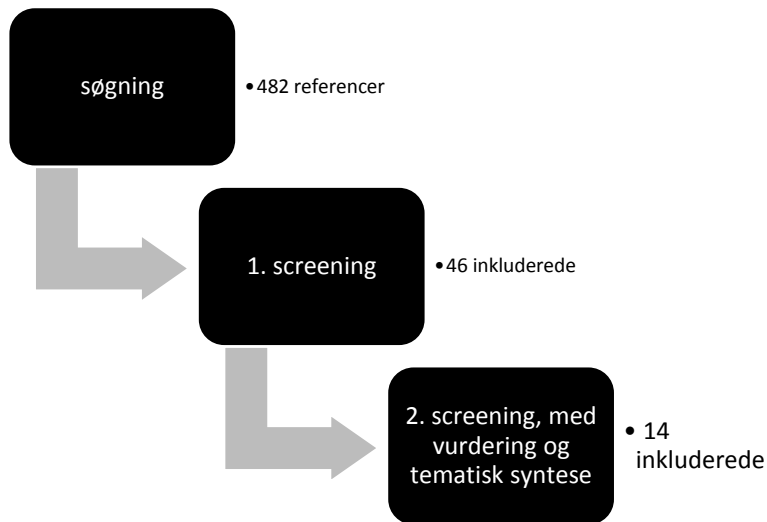 søgning
• 482 referencer
1. screening
• 46 inkluderede
2. screening, med
vurdering og
tematisk syntese
• 14
inkluderede